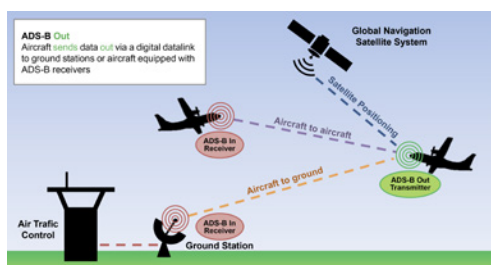 ADS-B Out
Aircraft sends data out via a digital datalink
to ground stations or aircraft equipped with
ADS-B receivers
Global Navigation
Satellite System
Satellite Positioning
Aircraft to aircraft
ADS-B In
Receiver
Aircraft to ground
ADS-B Out
Transmitter
Air Trafic
Control
ADS-B In
Receiver
Ground Station